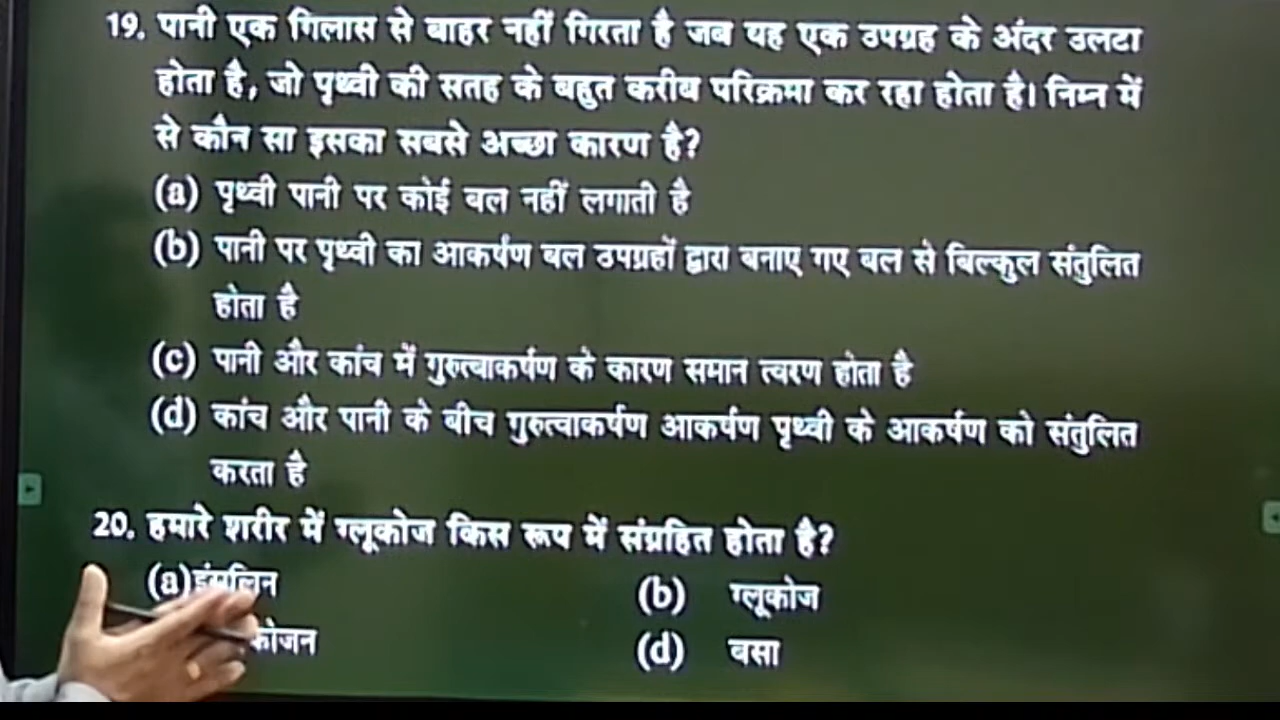 19. पानी एक गिलास से बाहर नहीं गिरता है जब यह एक उपग्रह के अंदर उलटा
होता है, जो पृथ्वी की सतह के बहुत करीब परिक्रमा कर रहा होता है। निम्न में
से कौन सा इसका सबसे अच्छा कारण है?
(a) पृथ्वी पानी पर कोई बल नहीं लगाती है
(b) पानी पर पृथ्वी का आकर्षण बल उपग्रहों द्वारा बनाए गए बल से बिल्कुल संतुलित
होता है
(c) पानी और कांच में गुरुत्वाकर्षण के कारण समान त्वरण होता है
(d) कांच और पानी के बीच गुरुत्वाकर्षण आकर्षण पृथ्वी के आकर्षण को संतुलित
करता है
20. हमारे शरीर में ग्लूकोज किस रूप में संग्रहित होता है?
(a) इंसुलिन (b) ग्लूकोज
कोजन (d) बसा